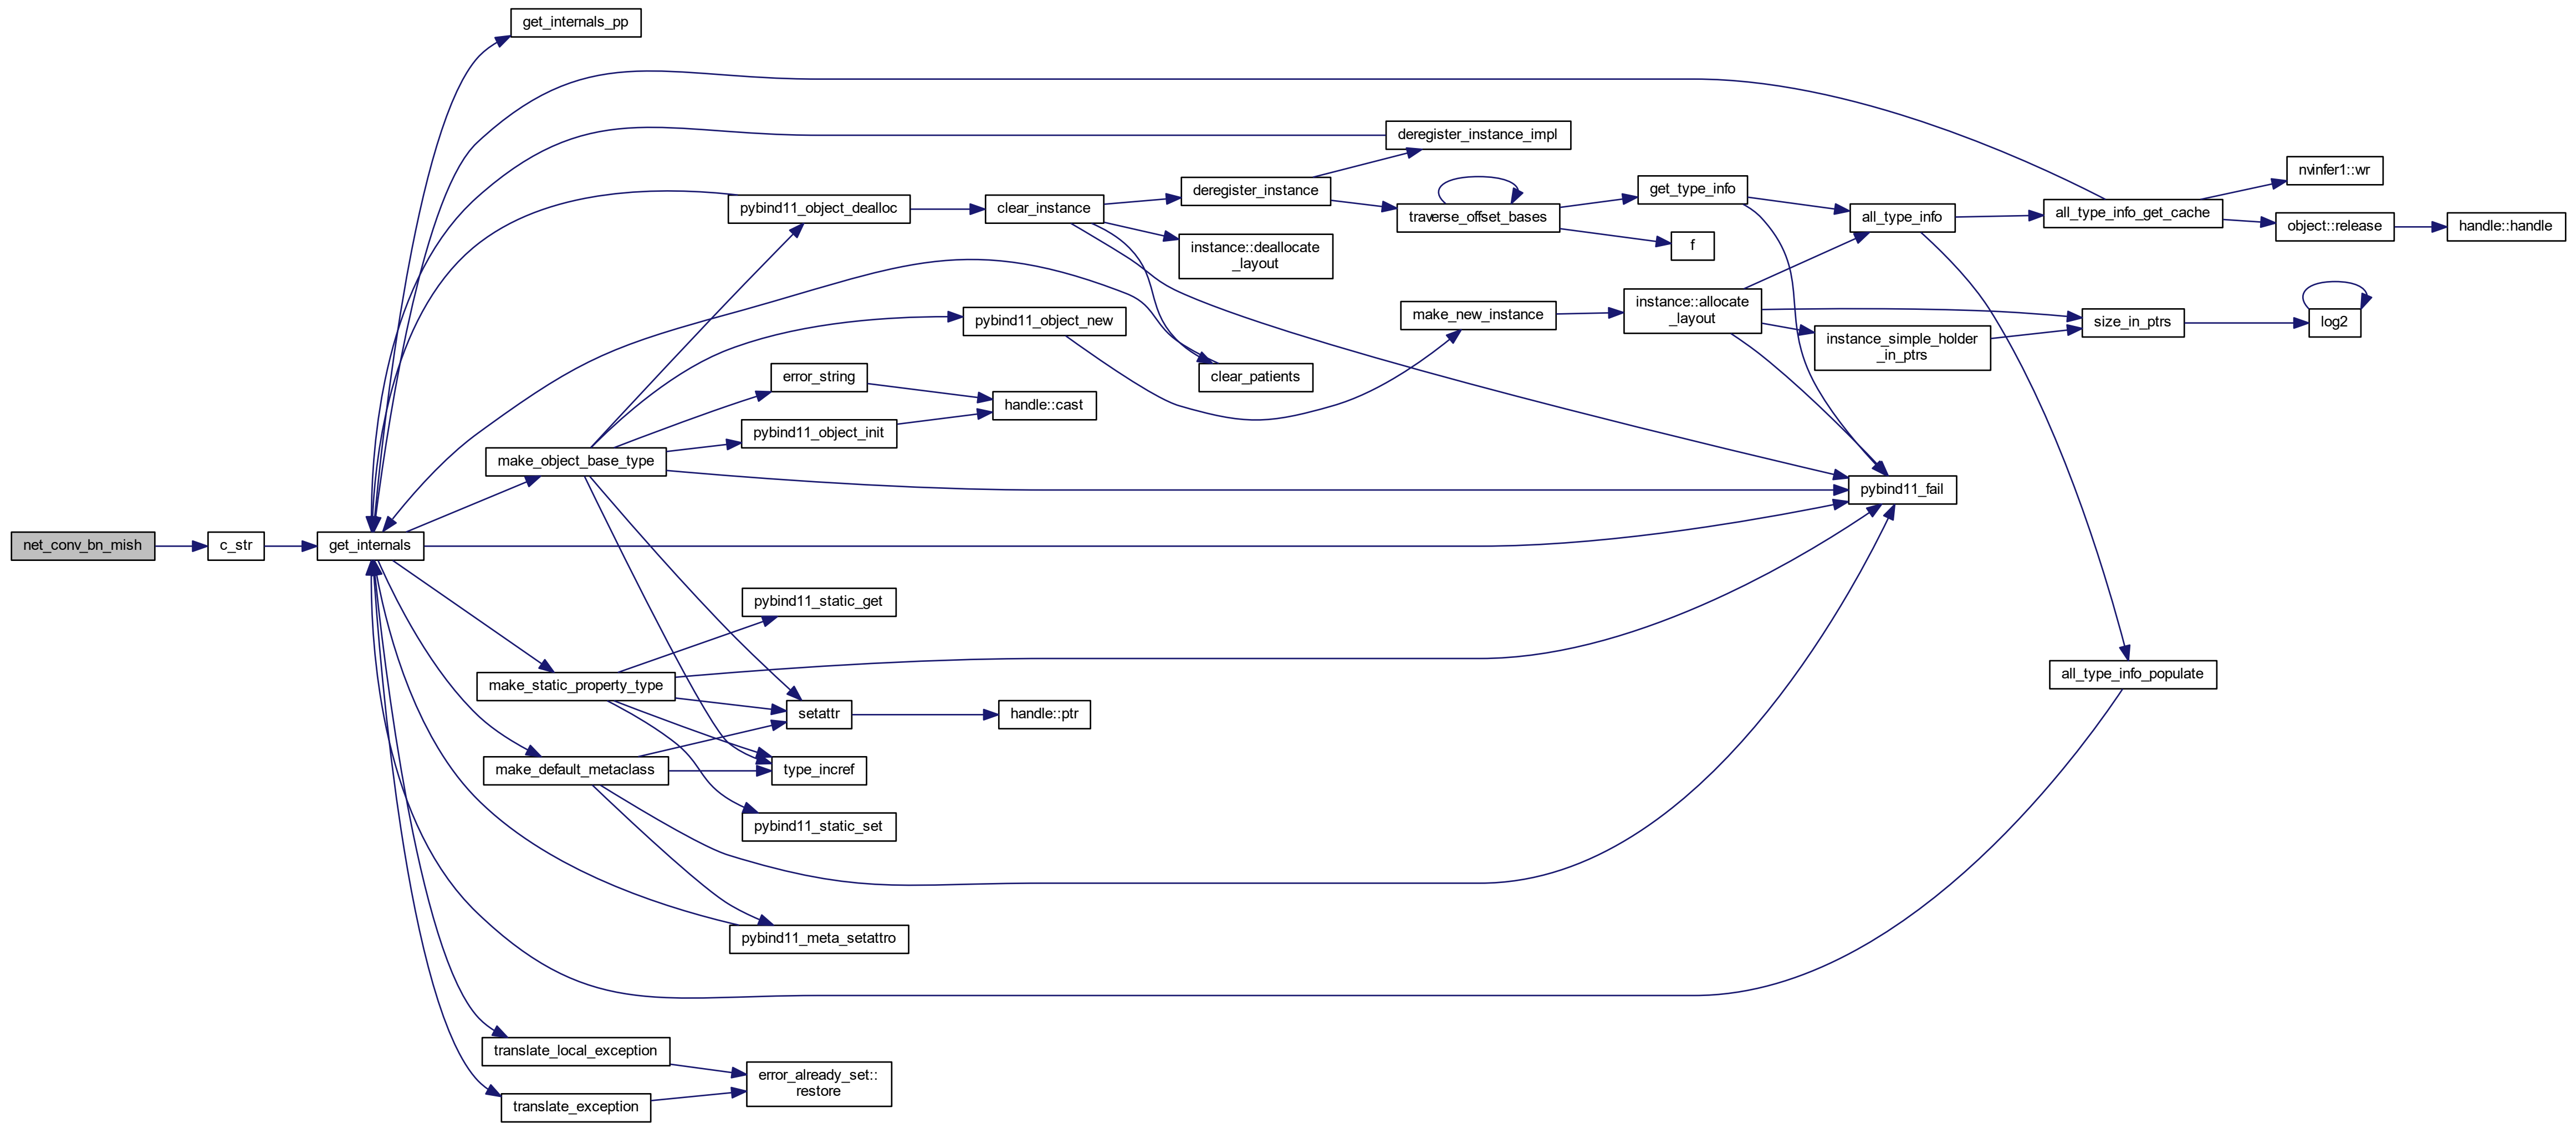 get_internals_pp
deregister_instance_impl
nvinfer1::wr
deregister_instance
get_type_info
pybind11_object_dealloc
clear_instance
traverse_offset_bases
all_type_info
all_type_info_get_cache
object::release
handle::handle
f
instance::deallocate
_layout
instance::allocate
_layout
make_new_instance
pybind11_object_new
size_in_ptrs
log2
instance_simple_holder
_in_ptrs
error_string
clear_patients
handle::cast
pybind11_object_init
make_object_base_type
pybind11_fail
net_conv_bn_mish
c_str
get_internals
pybind11_static_get
make_static_property_type
all_type_info_populate
setattr
handle::ptr
make_default_metaclass
type_incref
pybind11_static_set
pybind11_meta_setattro
translate_local_exception
error_already_set::
restore
translate_exception